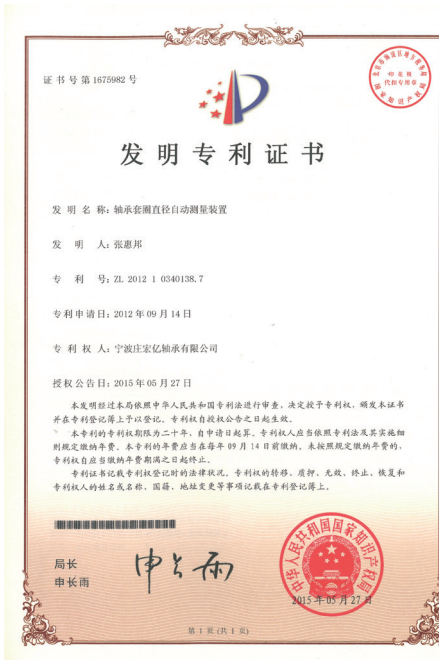 证书号第1675982号
印花税
代扣专用章
发明专利证书
发明名称：轴承套圈直径自动测量装置
发明人：张惠邦
专利号：ZL 2012 1 0340138.7
专利申请日：2012年09月14日
专利权人：宁波庄宏亿轴承有限公司
授权公告日：2015年05月27日
本发明经过本局依照中华人民共和国专利法进行审查，决定授予专利权，颁发本证书
并在专利登记簿上予以登记。专利权自授权公告之日起生效。
本专利的专利权期限为二十年，自申请日起算。专利权人应当依照专利法及其实施细
则规定缴纳年费。本专利的年费应当在每年09月14日前缴纳。未按照规定缴纳年费的，
专利权自应当缴纳年费期满之日起终止。
专利证书记载专利权登记时的法律状况。专利权的转移、质押、无效、终止、恢复和
专利权人的姓名或名称、国籍、地址变更等事项记载在专利登记簿上。
局长
申长雨
申长雨
中华人民共和国国家知识产权局
2015年05月27日
第1页（共1页）